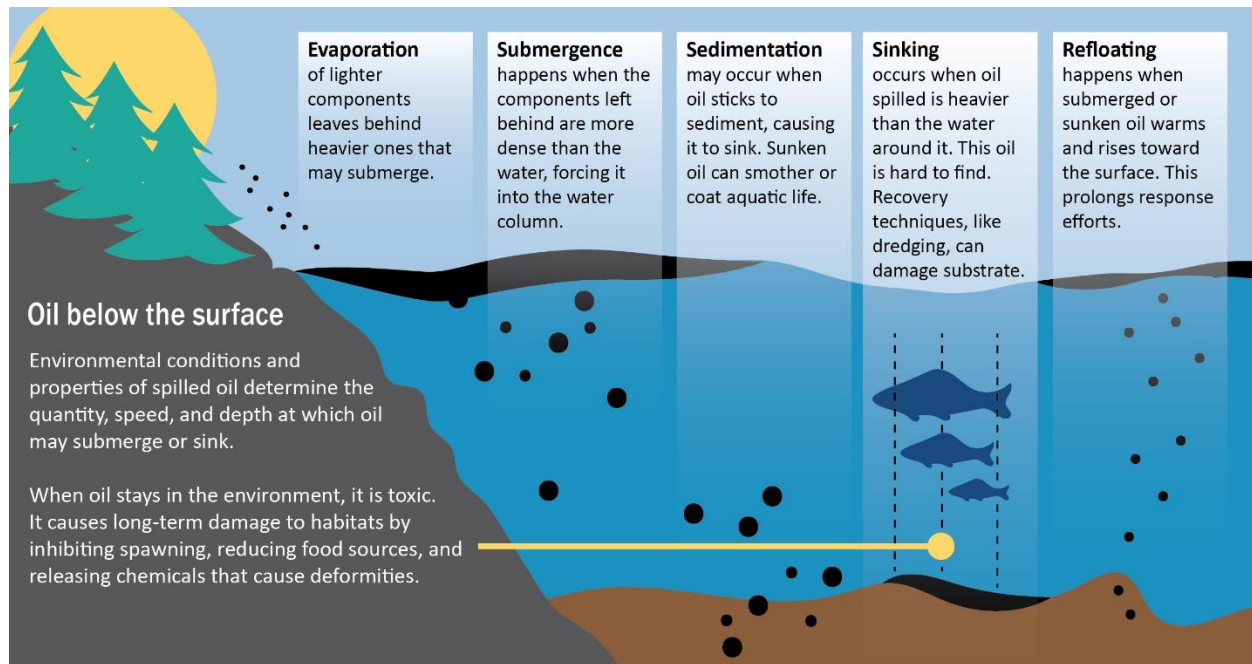 Evaporation
of lighter
components
leaves behind
heavier ones that
may submerge.
Submergence
happens when the
components left
behind are more
dense than the
water, forcing it
into the water
column.
Sedimentation
may occur when
oil sticks to
sediment, causing
it to sink. Sunken
oil can smother or
coat aquatic life.
Sinking
occurs when oil
spilled is heavier
than the water
around it. This oil
is hard to find.
Recovery
techniques, like
dredging, can
damage substrate.
Refloating
happens when
submerged or
sunken oil warms
and rises toward
the surface. This
prolongs response
efforts.
Oil below the surface
Environmental conditions and
properties of spilled oil determine the
quantity, speed, and depth at which oil
may submerge or sink.
When oil stays in the environment, it is toxic.
It causes long-term damage to habitats by
inhibiting spawning, reducing food sources, and
releasing chemicals that cause deformities.